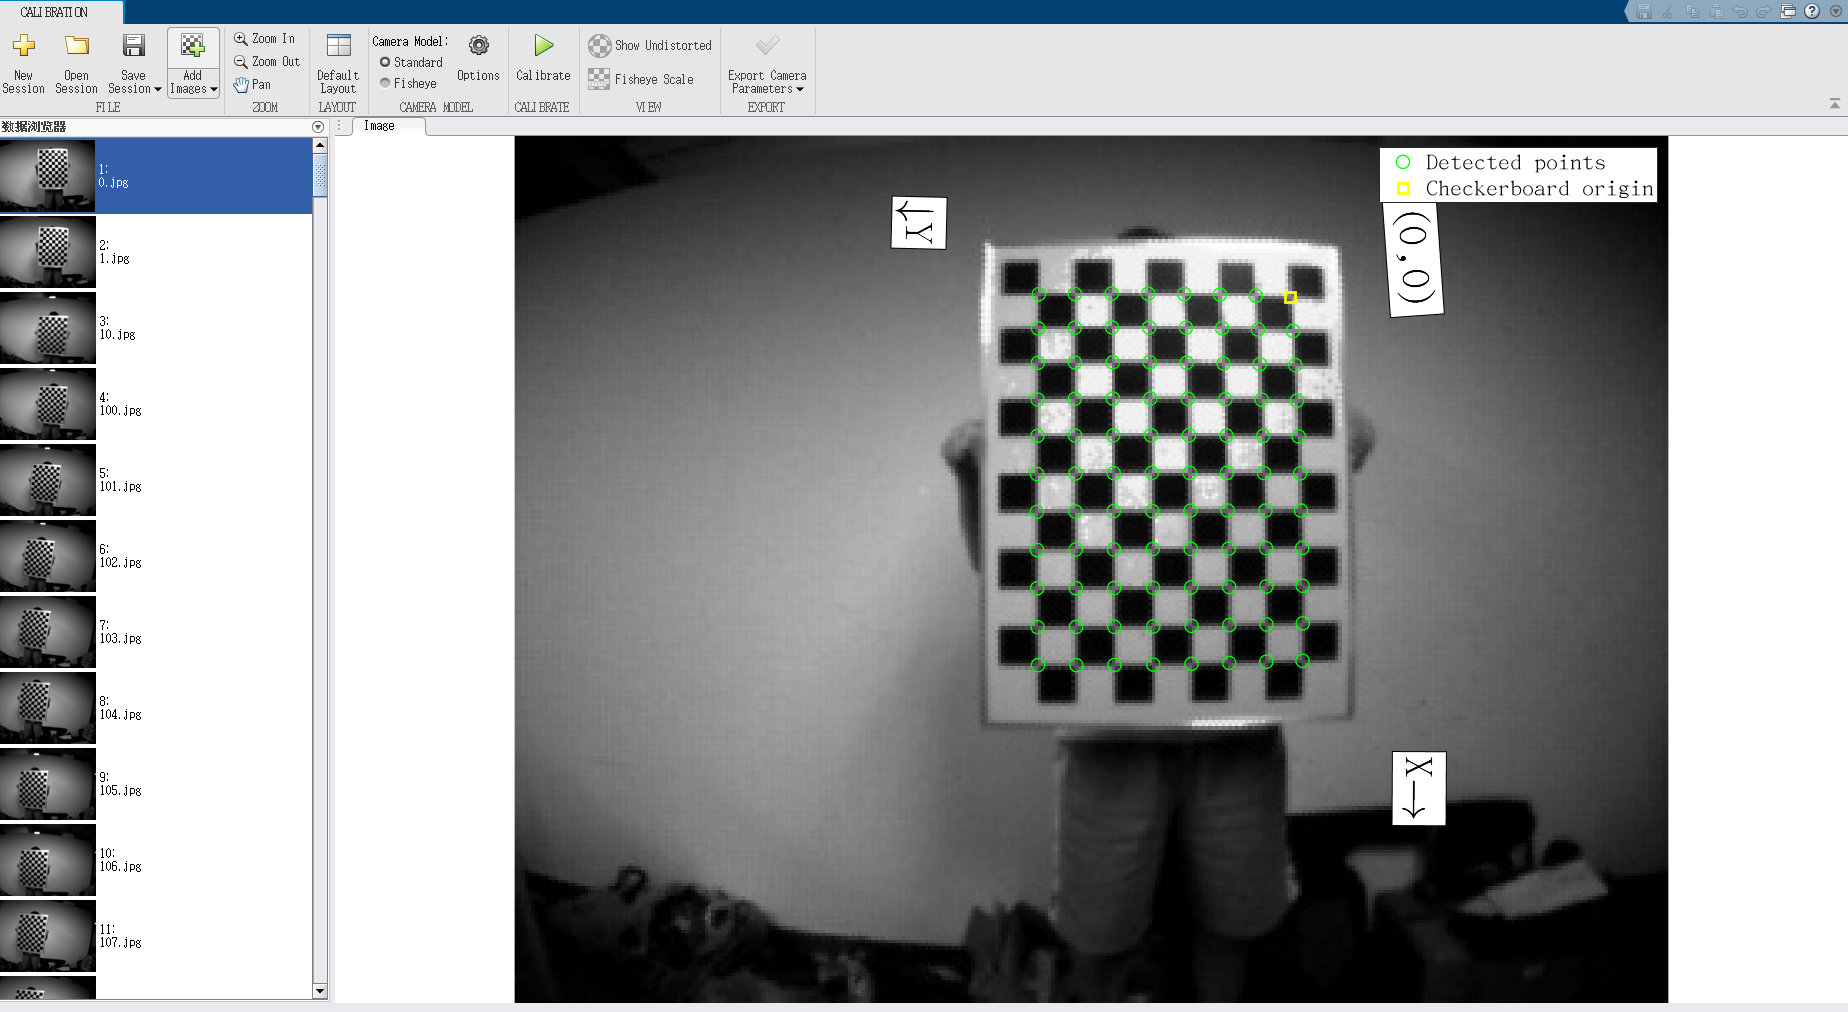 CALIBRATION
New
Session
Open
Session
Save
Session
Add
Images
FILE
Zoom In
Zoom Out
Pan
ZOOM
Default
Layout
LAYOUT
Camera Model:
Standard
Fisheye
Options
CAMERA MODEL
Calibrate
CALIBRATE
Show Undistorted
Fisheye Scale
VIEW
Export Camera
Parameters
EXPORT
数据浏览器
Image
1:
0.jpg
2:
1.jpg
3:
10.jpg
4:
100.jpg
5:
101.jpg
6:
102.jpg
7:
103.jpg
8:
104.jpg
9:
105.jpg
10:
106.jpg
11:
107.jpg
Detected points
Checkerboard origin
←Y
(0,0)
X→